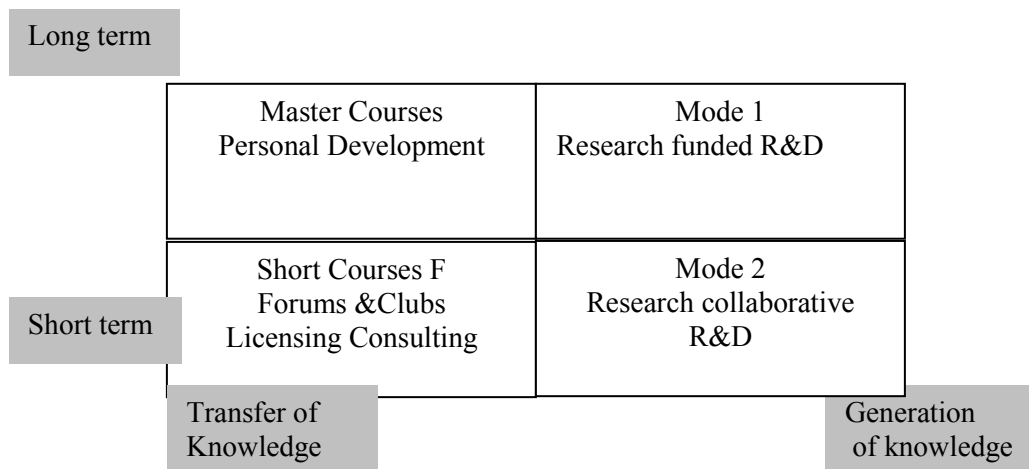 Long term
Master Courses
Personal Development
Mode 1
Research funded R&D
Short Courses F
Forums &Clubs
Licensing Consulting
Mode 2
Research collaborative
R&D
Short term
Transfer of
Knowledge
Generation
of knowledge